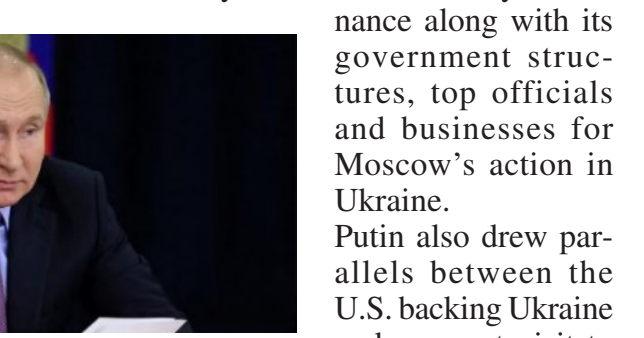 nance along with its
government struc-
tures, top officials
and businesses for
Moscow's action in
Ukraine.
Putin also drew par-
allels between the
U.S. backing Ukraine